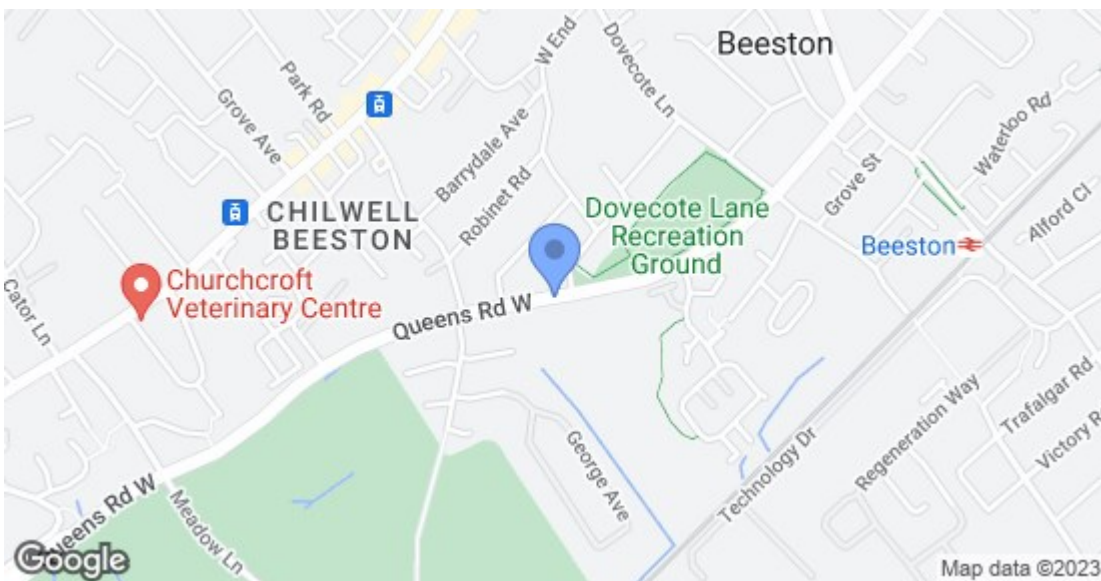 Beeston
W End
Dovecote Ln
Park Rd
Grove Ave
Waterloo Rd
Barrydale Ave
Grove St
Robinet Rd
Alford Cl
CHILWELL
BEESTON
Dovecote Lane
Recreation
Ground
Beeston
Churchcroft
Veterinary Centre
Cator Ln
Queens Rd W
Trafalgar Rd
Regeneration Way
Victory R
George Ave
Technology Dr
Queens Rd W
Meadow Ln
Google
Map data ©2023